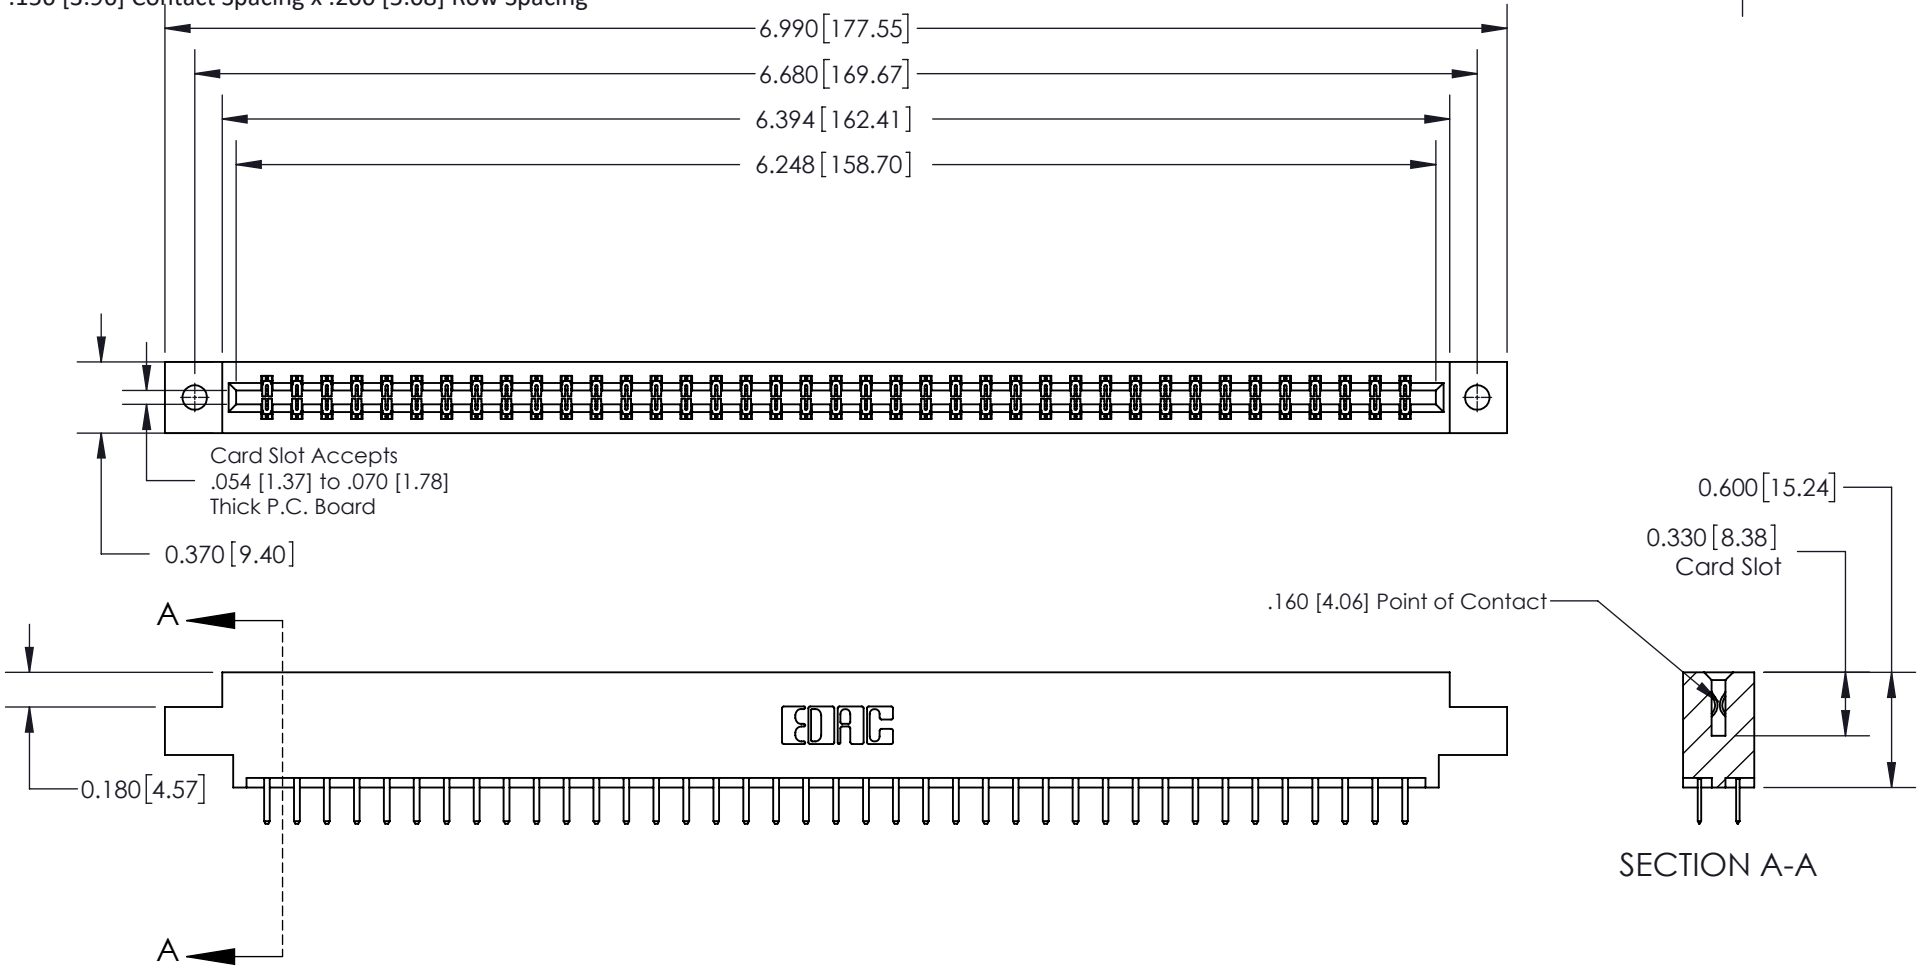 .156 [3.96] Contact Spacing x .200 [5.08] Row Spacing
6.990 [177.55]
6.680 [169.67]
6.394 [162.41]
6.248 [158.70]
Card Slot Accepts
.054 [1.37] to .070 [1.78]
Thick P.C. Board
0.370 [9.40]
0.600 [15.24]
0.330 [8.38]
Card Slot
.160 [4.06] Point of Contact
A
EDAC
0.180 [4.57]
SECTION A-A
A